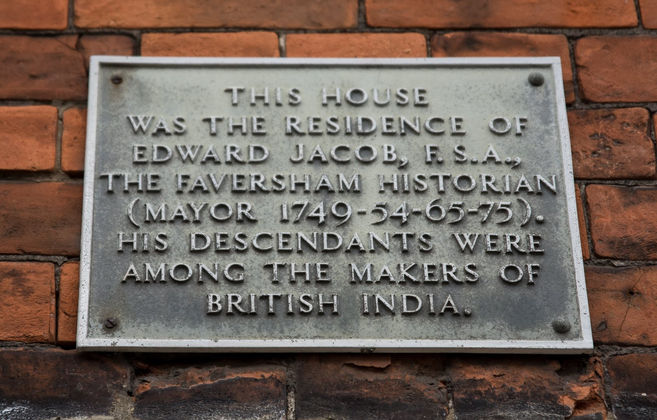 THIS HOUSE
WAS THE RESIDENCE OF
EDWARD JACOB, F.S.A.,
THE FAVERSHAM HISTORIAN
(MAYOR 1749-54-65-75).
HIS DESCENDANTS WERE
AMONG THE MAKERS OF
BRITISH INDIA.